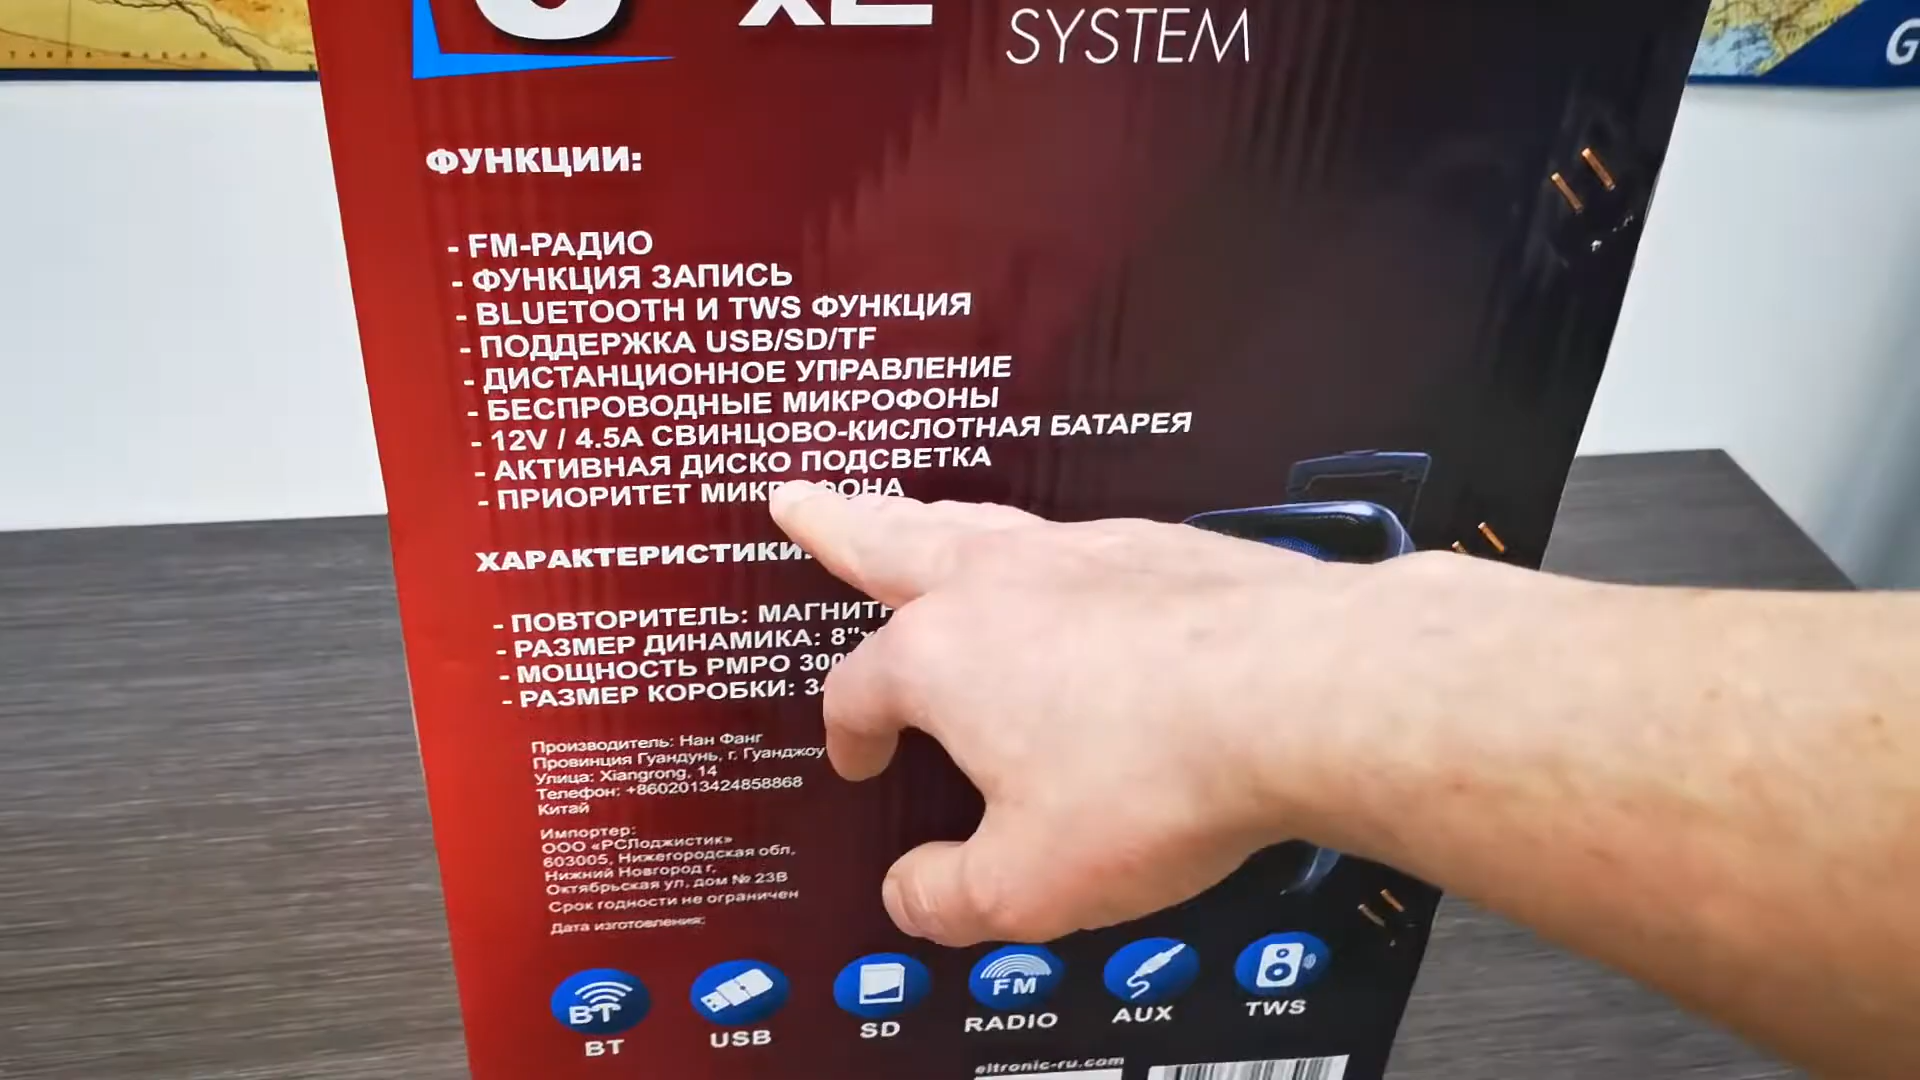 x2
SYSTEM
ФУНКЦИИ:
- FM-РАДИО
- ФУНКЦИЯ ЗАПИСЬ
- BLUETOOTH И TWS ФУНКЦИЯ
- ПОДДЕРЖКА USB/SD/TF
- ДИСТАНЦИОННОЕ УПРАВЛЕНИЕ
- БЕСПРОВОДНЫЕ МИКРОФОНЫ
- 12V / 4.5A СВИНЦОВО-КИСЛОТНАЯ БАТАРЕЯ
- АКТИВНАЯ ДИСКО ПОДСВЕТКА
- ПРИОРИТЕТ МИКРОФОНА
ХАРАКТЕРИСТИКИ:
- ПОВТОРИТЕЛЬ:
- РАЗМЕР ДИНАМИКА: 8"
- МОЩНОСТЬ PMPO 300
- РАЗМЕР КОРОБКИ:
Производитель: Нан Фанг
Провинция Гуандунь, г. Гуанджоу
Улица: Xiangrong, 14
Телефон: +8602013424858868
Китай
Импортер:
ООО «РСЛоджистик»
603005, Нижегородская обл,
Нижний Новгород г,
Октябрьская ул, дом № 23В
Срок годности не ограничен
Дата изготовления:
BT
BT
USB
SD
FM
RADIO
AUX
TWS
eltronic-ru.com
G